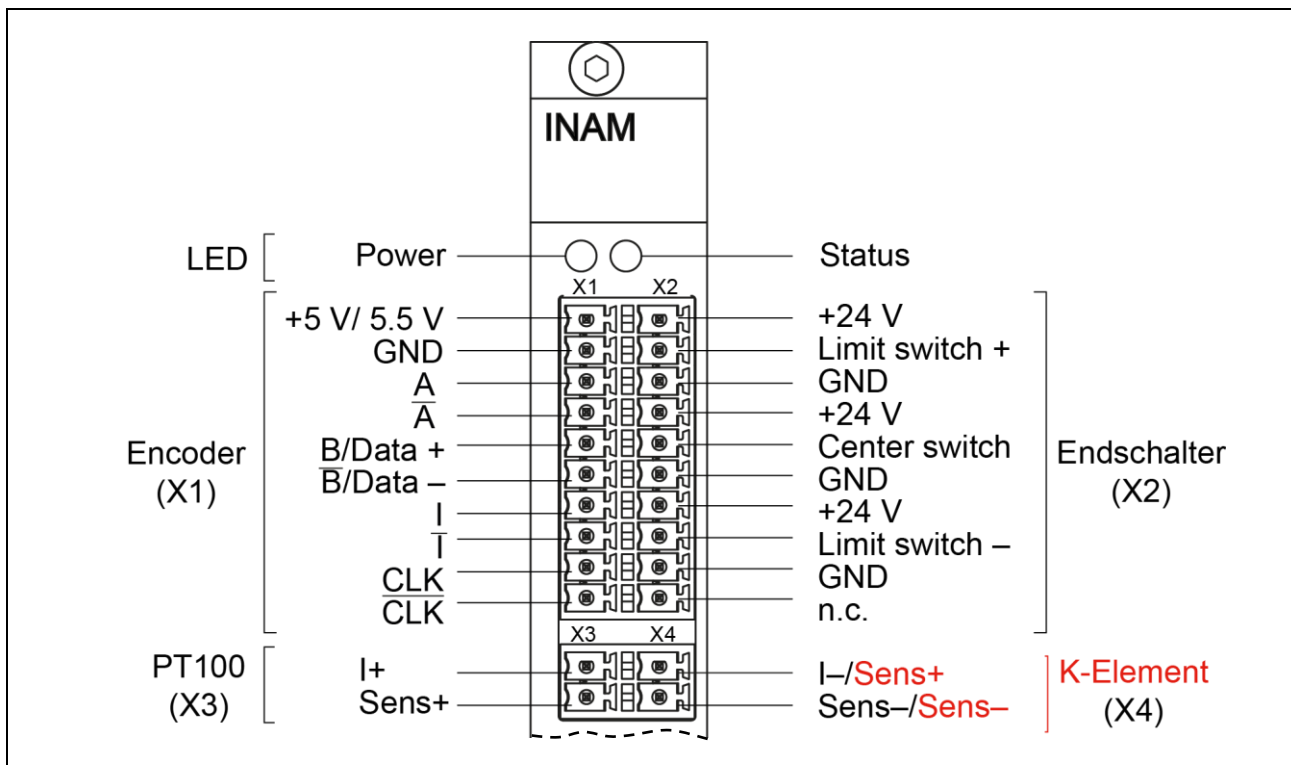 INAM
LED
Power
Status
X1
X2
Encoder
(X1)
+5 V/ 5.5 V
GND
A
A̅
B/Data +
B̅/Data –
I
I̅
CLK
C̅L̅K̅
+24 V
Limit switch +
GND
+24 V
Center switch
GND
+24 V
Limit switch –
GND
n.c.
Endschalter
(X2)
X3
X4
PT100
(X3)
I+
Sens+
I–/Sens+
Sens–/Sens–
K-Element
(X4)